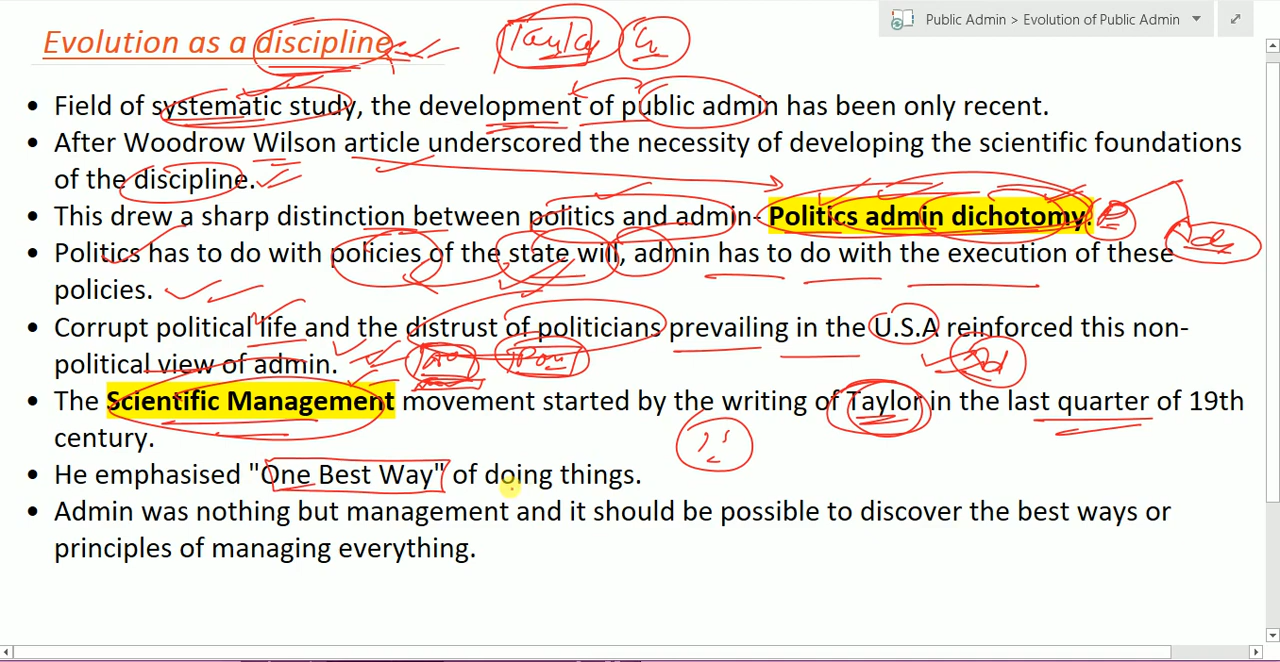 Public Admin > Evolution of Public Admin
Evolution as a discipline
Taylor
• Field of systematic study, the development of public admin has been only recent.
• After Woodrow Wilson article underscored the necessity of developing the scientific foundations
of the discipline.
• This drew a sharp distinction between politics and admin- Politics admin dichotomy.
• Politics has to do with policies of the state will, admin has to do with the execution of these
policies.
• Corrupt political life and the distrust of politicians prevailing in the U.S.A reinforced this non-
political view of admin.
• The Scientific Management movement started by the writing of Taylor in the last quarter of 19th
century.
• He emphasised "One Best Way" of doing things.
• Admin was nothing but management and it should be possible to discover the best ways or
principles of managing everything.